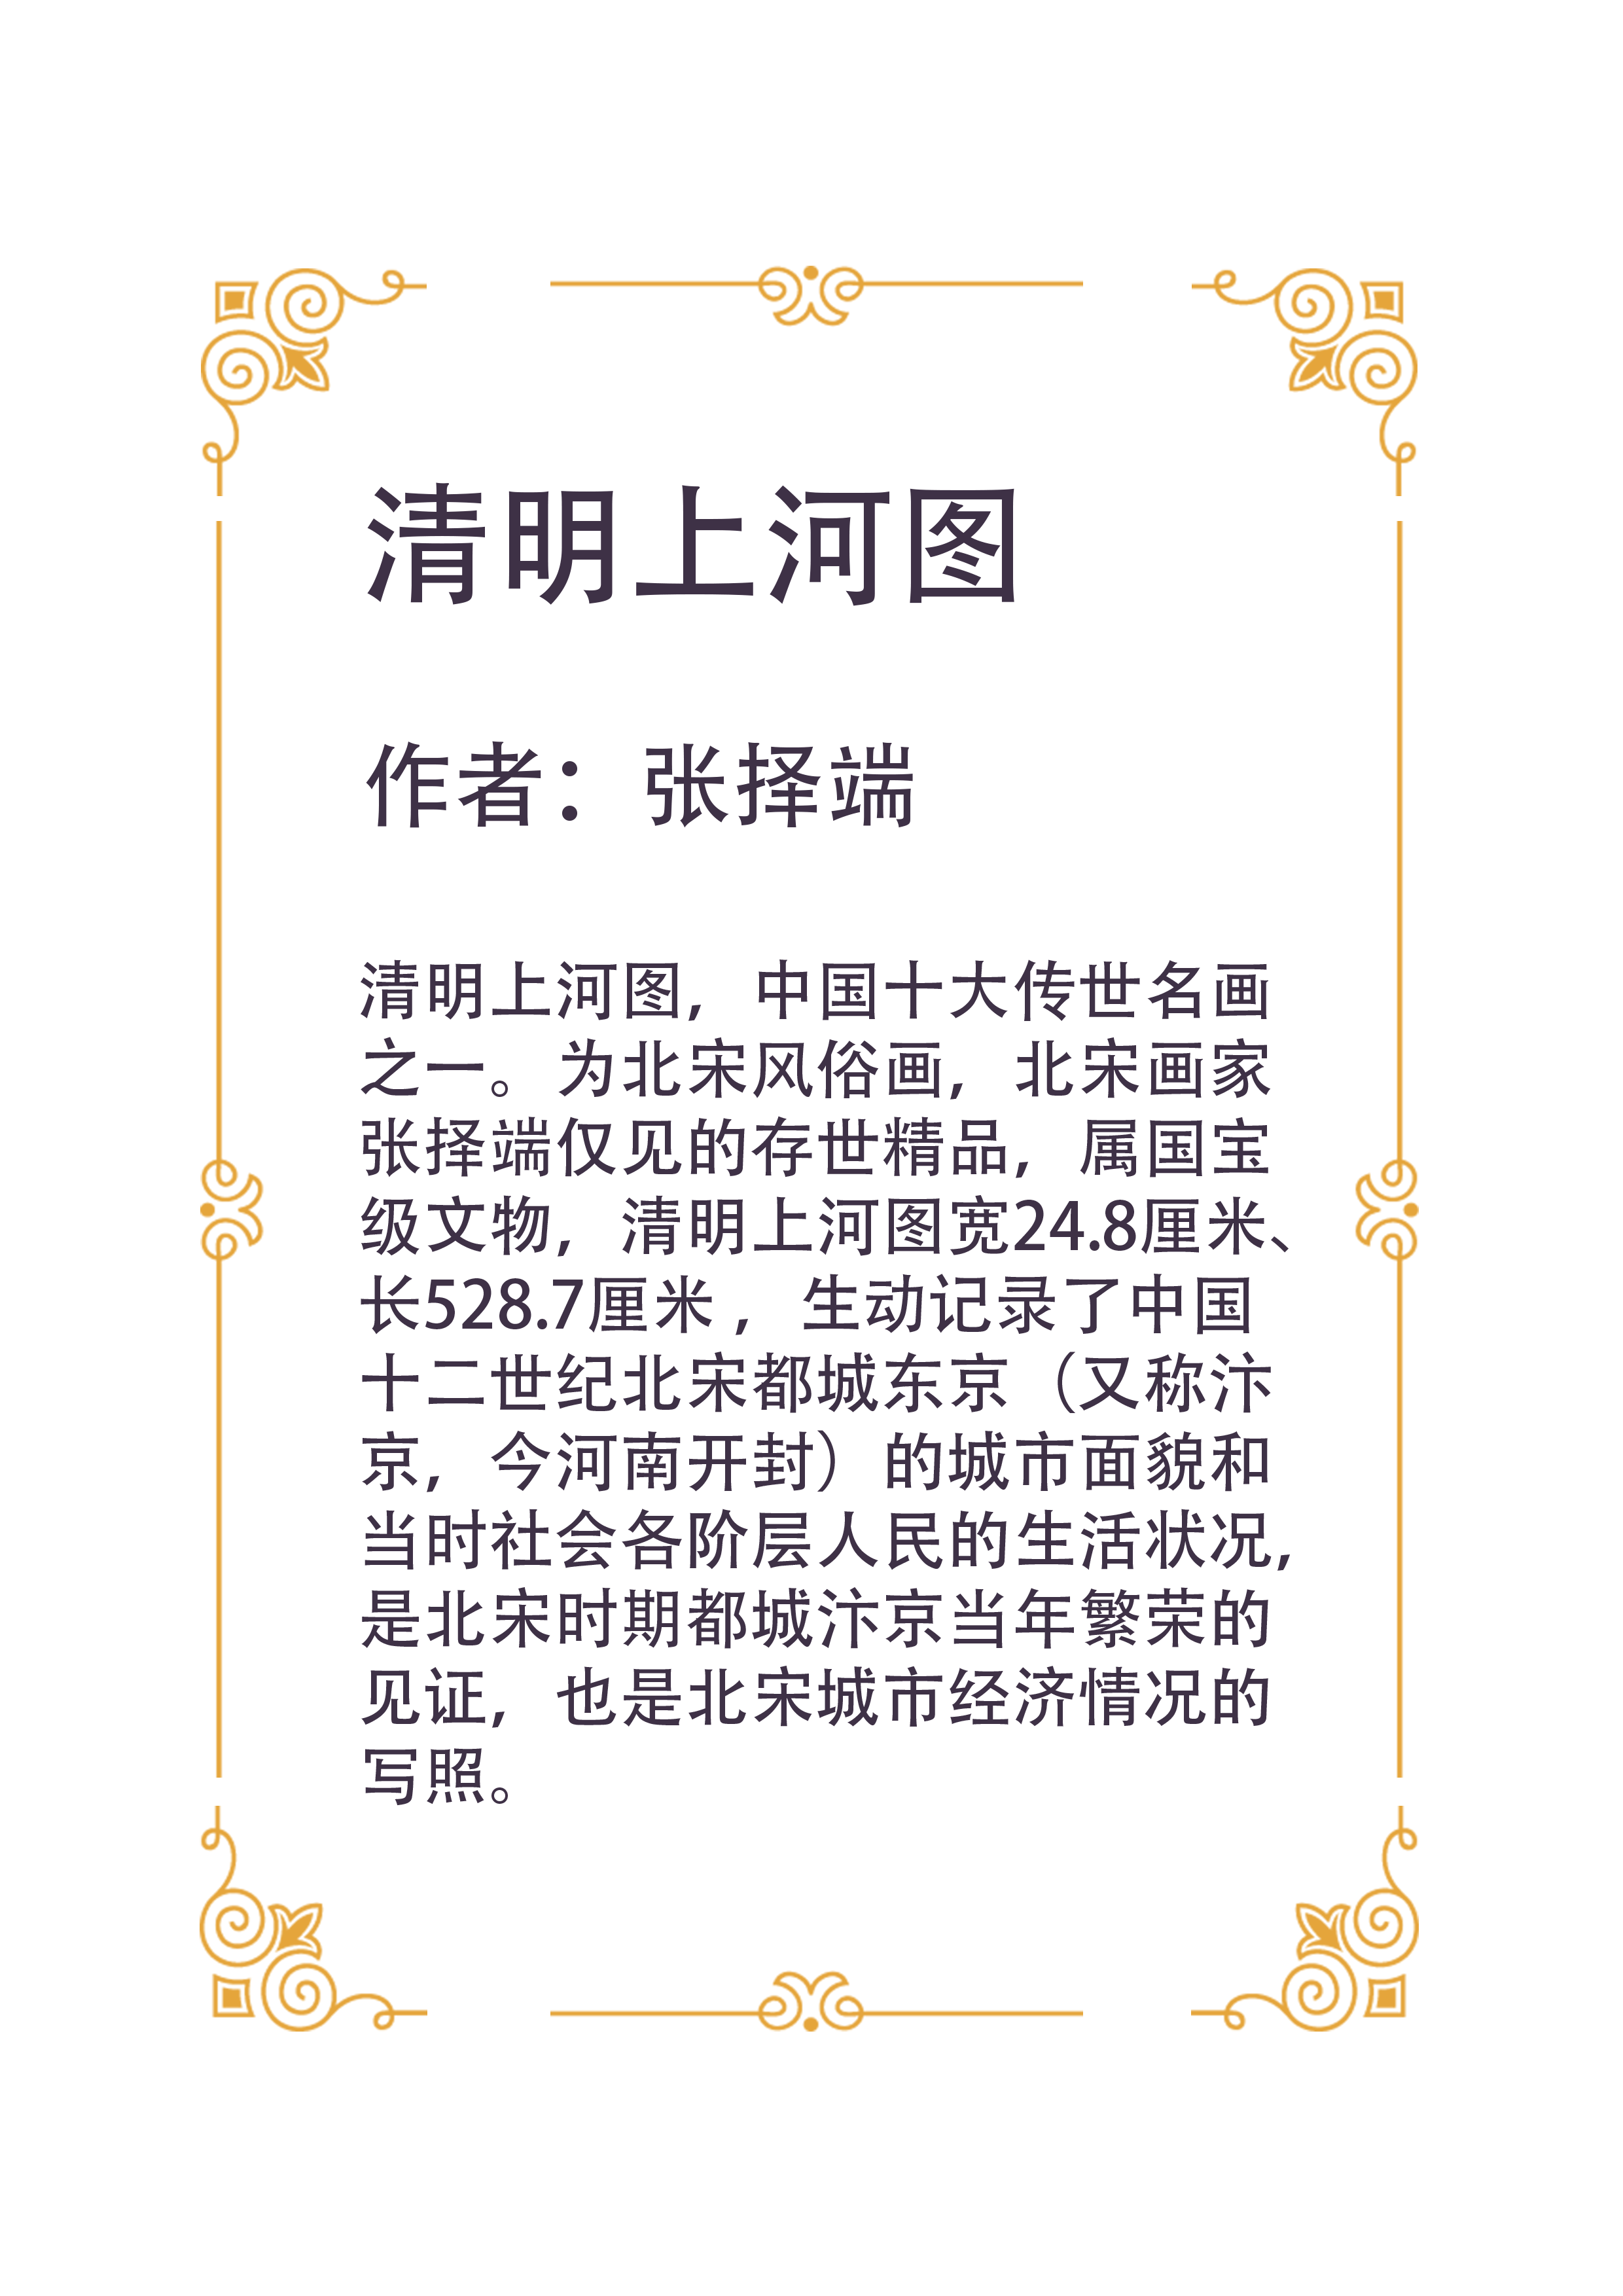 清明上河图
作者：张择端
清明上河图，中国十大传世名画
之一。为北宋风俗画，北宋画家
张择端仅见的存世精品，属国宝
级文物，清明上河图宽24.8厘米、
长528.7厘米 ，生动记录了中国
十二世纪北宋都城东京（又称汴
京，今河南开封）的城市面貌和
当时社会各阶层人民的生活状况，
是北宋时期都城汴京当年繁荣的
见证，也是北宋城市经济情况的
写照。